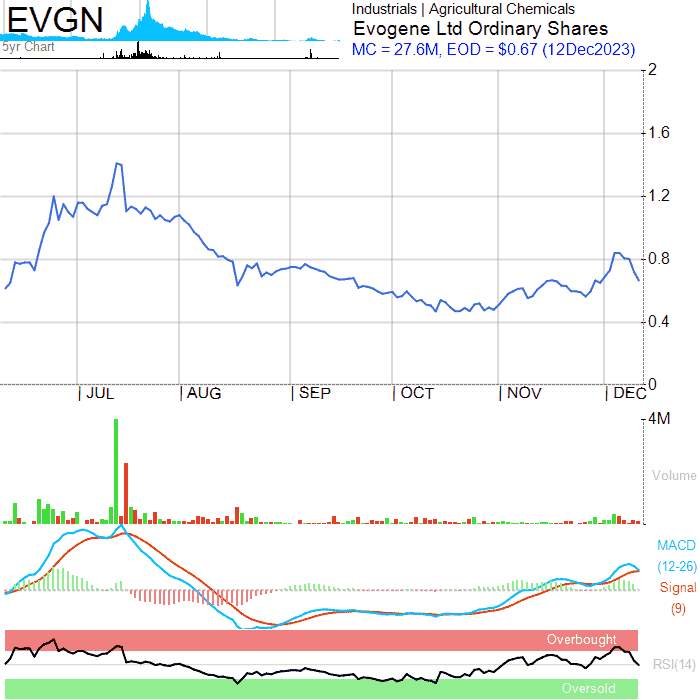 EVGN
5yr Chart
Industrials | Agricultural Chemicals
Evogene Ltd Ordinary Shares
MC = 27.6M, EOD = $0.67 (12Dec2023)
2
1.6
1.2
0.8
0.4
0
| JUL | AUG | SEP | OCT | NOV | DEC
4M
Volume
MACD
(12-26)
Signal
(9)
Overbought
RSI(14)
Oversold